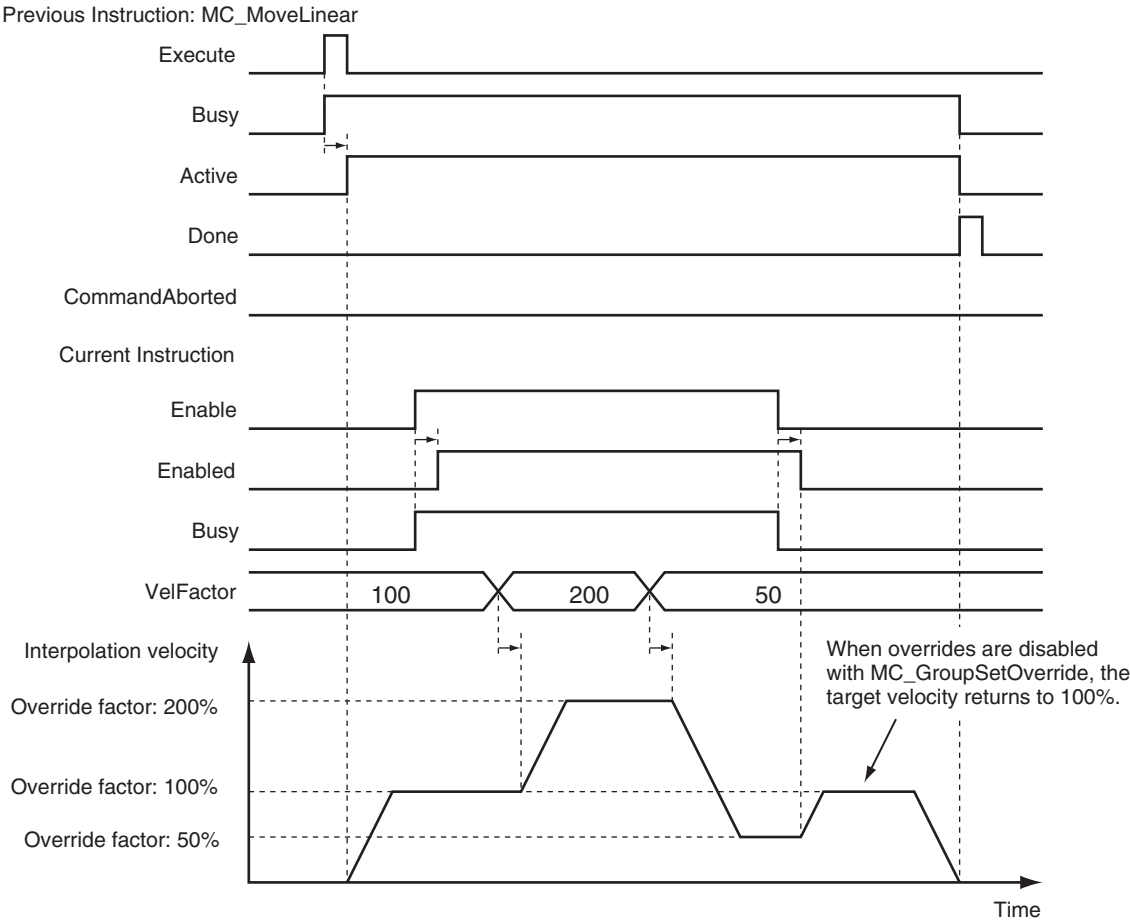 Previous Instruction: MC_MoveLinear
Execute
Busy
Active
Done
CommandAborted
Current Instruction
Enable
Enabled
Busy
VelFactor
100
200
50
Interpolation velocity
When overrides are disabled
with MC_GroupSetOverride, the
target velocity returns to 100%.
Override factor: 200%
Override factor: 100%
Override factor: 50%
Time